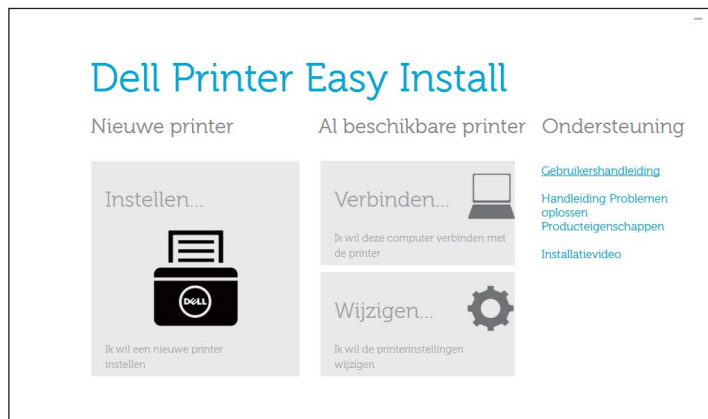 Dell Printer Easy Install
Nieuwe printer
Al beschikbare printer
Ondersteuning
Instellen...
DELL
Ik wil een nieuwe printer
instellen
Verbinden...
Ik wil deze computer verbinden met
de printer
Wijzigen...
Ik wil de printerinstellingen
wijzigen
Gebruikershandleiding
Handleiding Problemen
oplossen
Producteigenschappen
Installatievideo